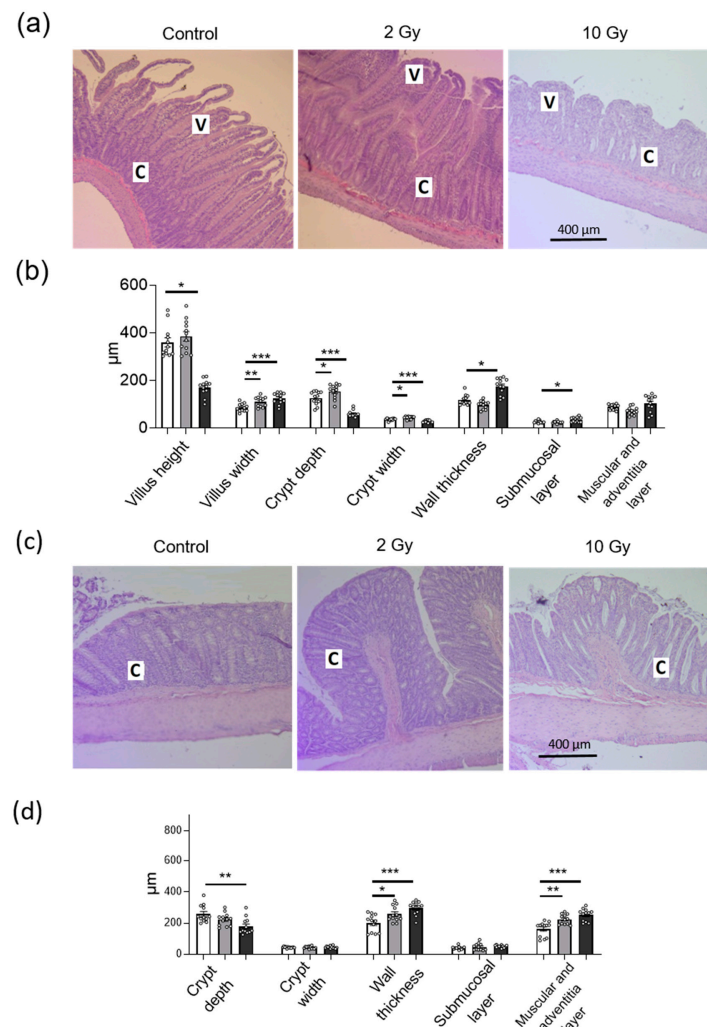 (a)
Control
2 Gy
10 Gy
V
C
V
C
V
C
400 µm
(b)
µm
600
400
200
0
*
**
***
*
***
*
***
*
*
Villus height
Villus width
Crypt depth
Crypt width
Wall thickness
Submucosal
layer
Muscular and
adventitia
layer
(c)
Control
2 Gy
10 Gy
C
C
C
400 µm
(d)
µm
800
600
400
200
0
**
***
*
***
**
Crypt
depth
Crypt
width
Wall
thickness
Submucosal
layer
Muscular and
adventitia
layer